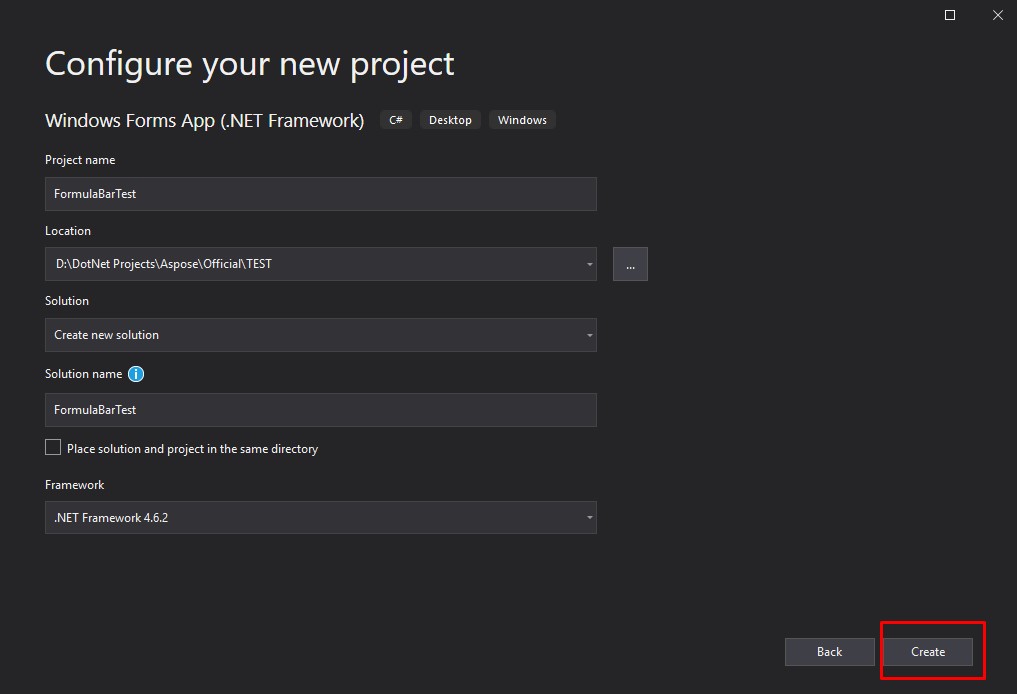 Configure your new project
Windows Forms App (.NET Framework) C# Desktop Windows
Project name
FormulaBarTest
Location
D:\DotNet Projects\Aspose\Official\TEST
...
Solution
Create new solution
Solution name
FormulaBarTest
Place solution and project in the same directory
Framework
.NET Framework 4.6.2
Back Create